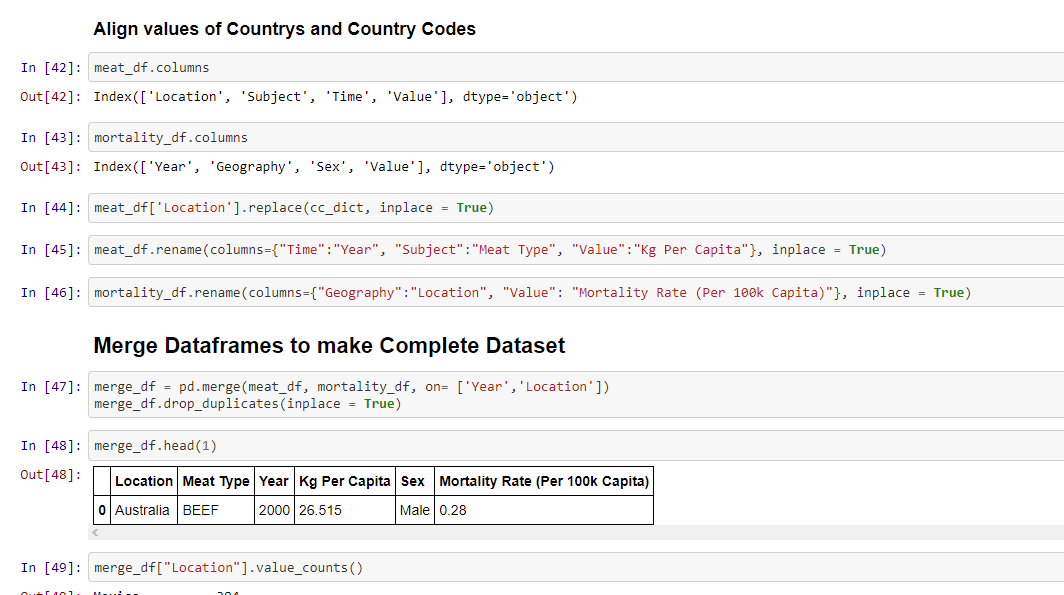 Align values of Countrys and Country Codes
In [42]: meat_df.columns
Out[42]: Index(['Location', 'Subject', 'Time', 'Value'], dtype='object')
In [43]: mortality_df.columns
Out[43]: Index(['Year', 'Geography', 'Sex', 'Value'], dtype='object')
In [44]: meat_df['Location'].replace(cc_dict, inplace = True)
In [45]: meat_df.rename(columns={"Time":"Year", "Subject":"Meat Type", "Value":"Kg Per Capita"}, inplace = True)
In [46]: mortality_df.rename(columns={"Geography":"Location", "Value": "Mortality Rate (Per 100k Capita)"}, inplace = True)
Merge Dataframes to make Complete Dataset
In [47]: merge_df = pd.merge(meat_df, mortality_df, on= ['Year','Location'])
merge_df.drop_duplicates(inplace = True)
In [48]: merge_df.head(1)
Out[48]:
Location Meat Type Year Kg Per Capita Sex Mortality Rate (Per 100k Capita)
0 Australia BEEF 2000 26.515 Male 0.28
In [49]: merge_df["Location"].value_counts()